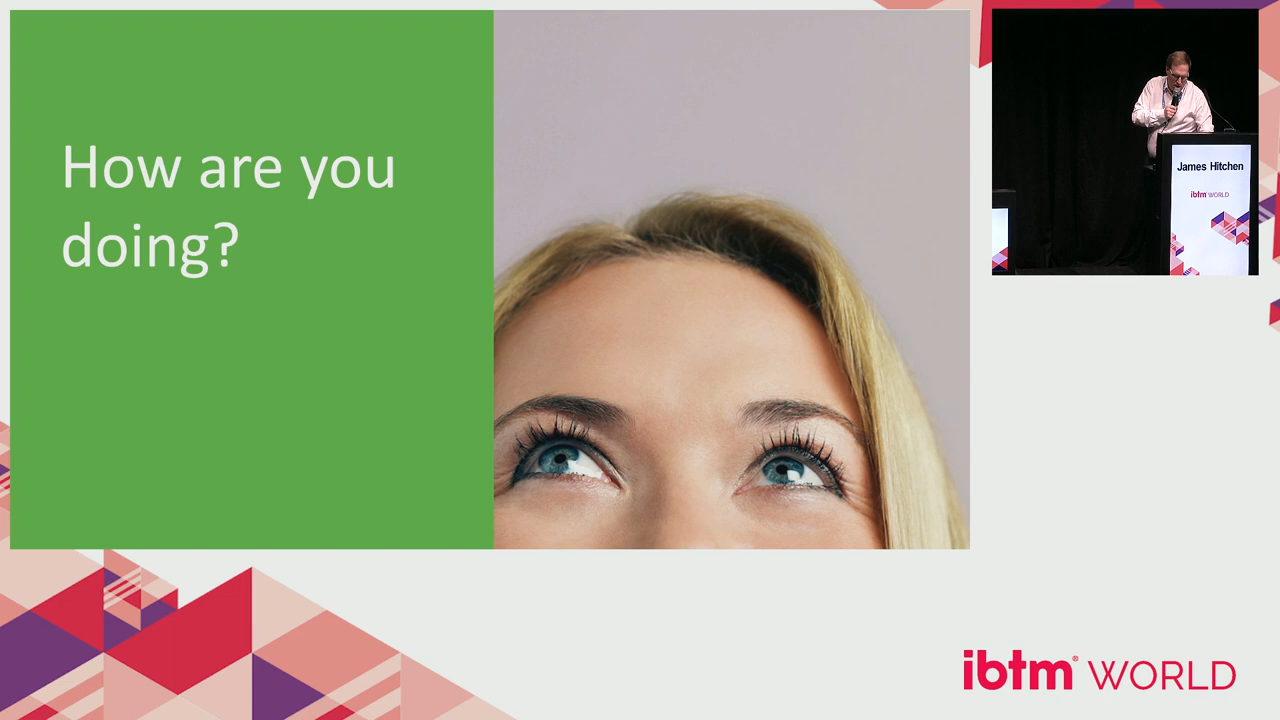 How are you
doing?
James Hitchen
ibtm WORLD
ibtm® WORLD